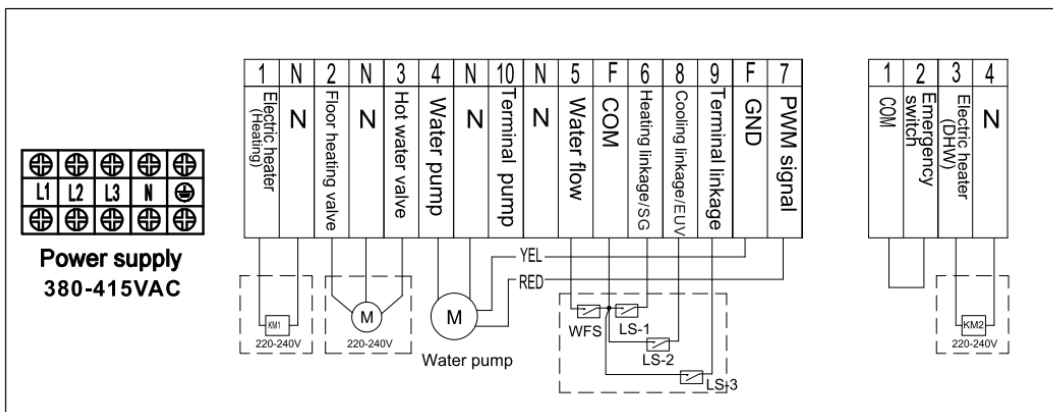 1 N 2 N 3 4 N 10 N 5 F 6 8 9 F 7
Electric heater
(Heating)
N
Floor heating valve
N
Hot water valve
Water pump
N
Terminal pump
N
Water flow
COM
Heating linkage/SG
Cooling linkage/EUV
Terminal linkage
GND
PWM signal
1 2 3 4
COM
Emergency
switch
Electric heater
(DHW)
N
L1 L2 L3 N
Power supply
380-415VAC
YEL
RED
KM1
220-240V
M
220-240V
M
Water pump
WFS
LS-1
LS-2
LS-3
KM2
220-240V